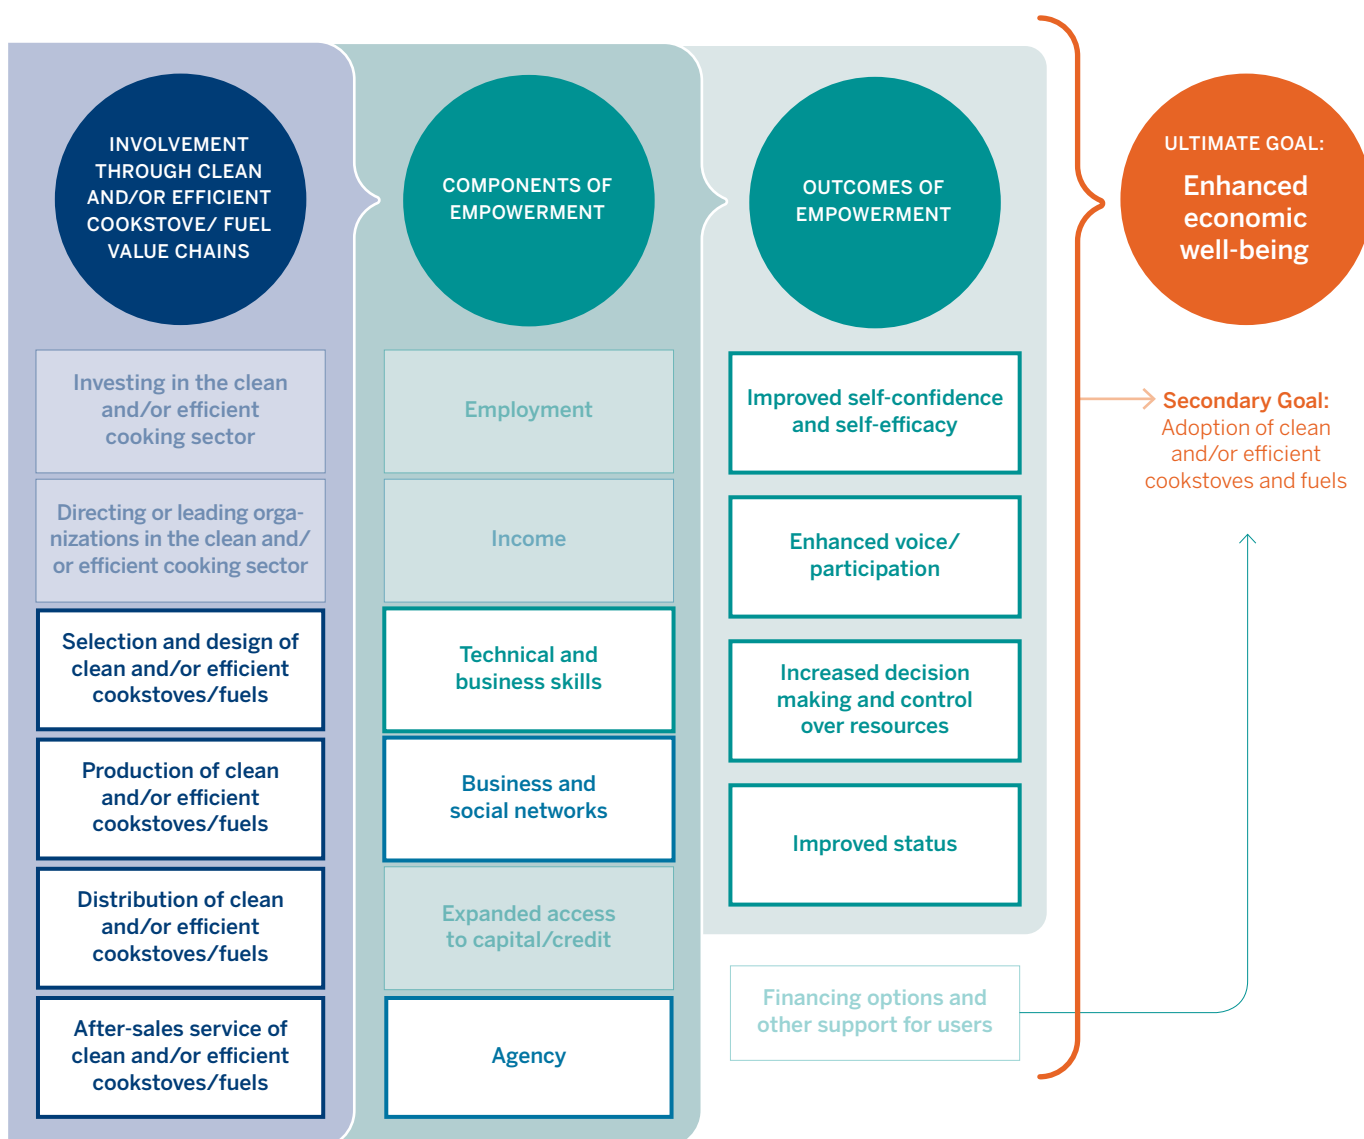 INVOLVEMENT
THROUGH CLEAN
AND/OR EFFICIENT
COOKSTOVE/ FUEL
VALUE CHAINS
Investing in the clean
and/or efficient
cooking sector
Directing or leading orga-
nizations in the clean and/
or efficient cooking sector
Selection and design of
clean and/or efficient
cookstoves/fuels
Production of clean
and/or efficient
cookstoves/fuels
Distribution of clean
and/or efficient
cookstoves/fuels
After-sales service of
clean and/or efficient
cookstoves/fuels
COMPONENTS OF
EMPOWERMENT
Employment
Income
Technical and
business skills
Business and
social networks
Expanded access
to capital/credit
Agency
OUTCOMES OF
EMPOWERMENT
Improved self-confidence
and self-efficacy
Enhanced voice/
participation
Increased decision
making and control
over resources
Improved status
Financing options and
other support for users
ULTIMATE GOAL:
Enhanced
economic
well-being
Secondary Goal:
Adoption of clean
and/or efficient
cookstoves and fuels